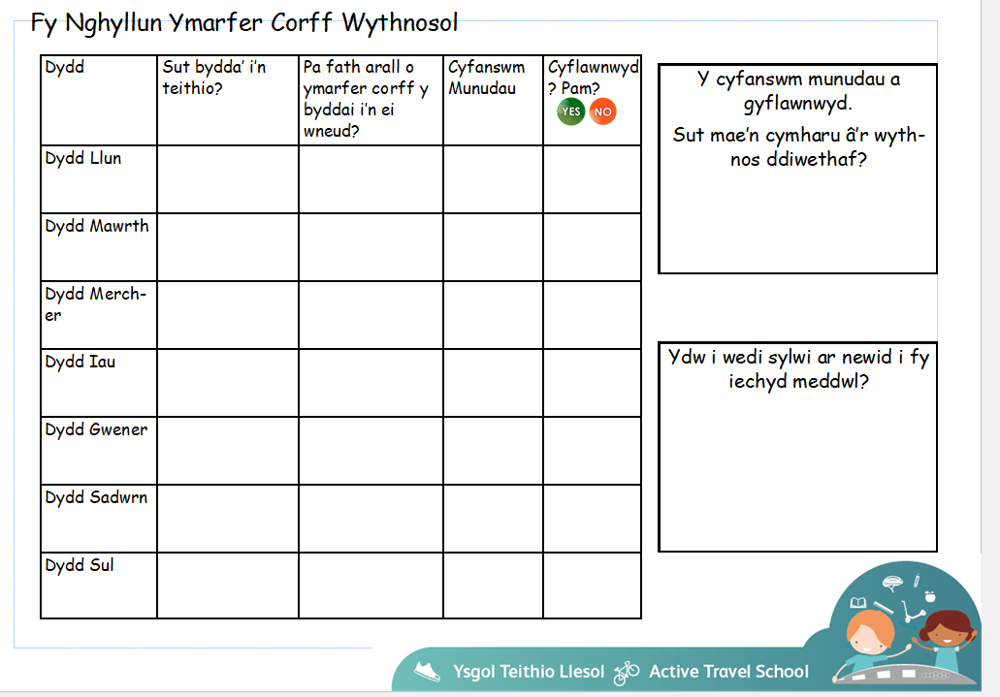 Fy Nghyllun Ymarfer Corff Wythnosol
Dydd
Sut bydda' i'n
teithio?
Pa fath arall o
ymarfer corff y
byddai i'n ei
wneud?
Cyfanswm
Munudau
Cyflawnwyd
? Pam?
YES NO
Dydd Llun
Dydd Mawrth
Dydd Merch-
er
Dydd Iau
Dydd Gwener
Dydd Sadwrn
Dydd Sul
Y cyfanswm munudau a
gyflawnwyd.
Sut mae'n cymharu â'r wyth-
nos ddiwethaf?
Ydw i wedi sylwi ar newid i fy
iechyd meddwl?
Ysgol Teithio Llesol Active Travel School